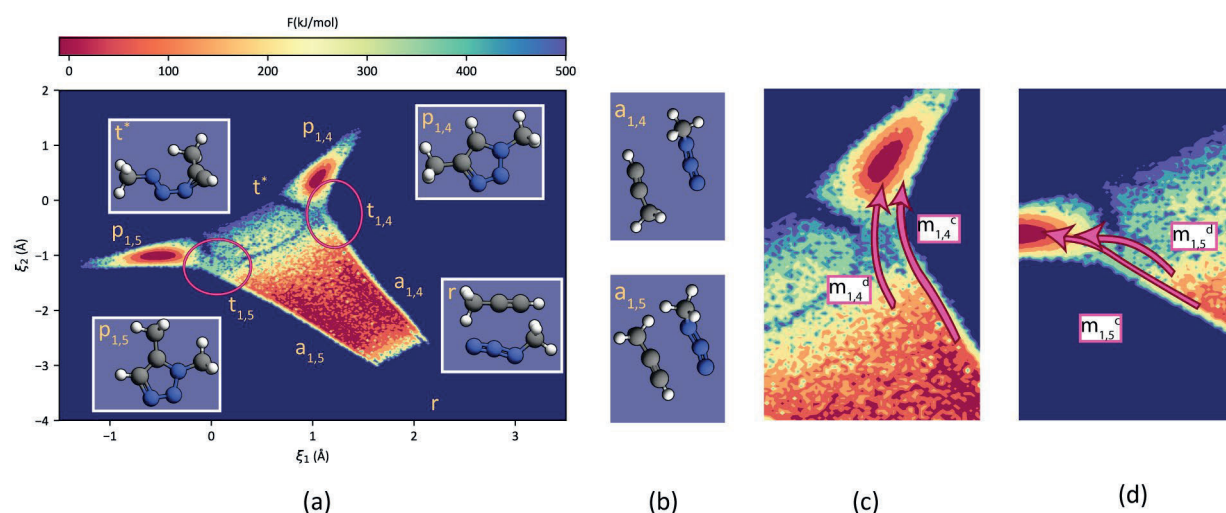 F(kJ/mol)
0 100 200 300 400 500
2
1
0
−1
−2
−3
−4
ξ2 (Å)
−1 0 1 2 3
ξ1 (Å)
t*
p1,4
p1,4
t*
t1,4
p1,5
t1,5
a1,4
r
p1,5
a1,5
r
(a)
a1,4
a1,5
(b)
m1,4c
m1,4d
(c)
m1,5d
m1,5c
(d)